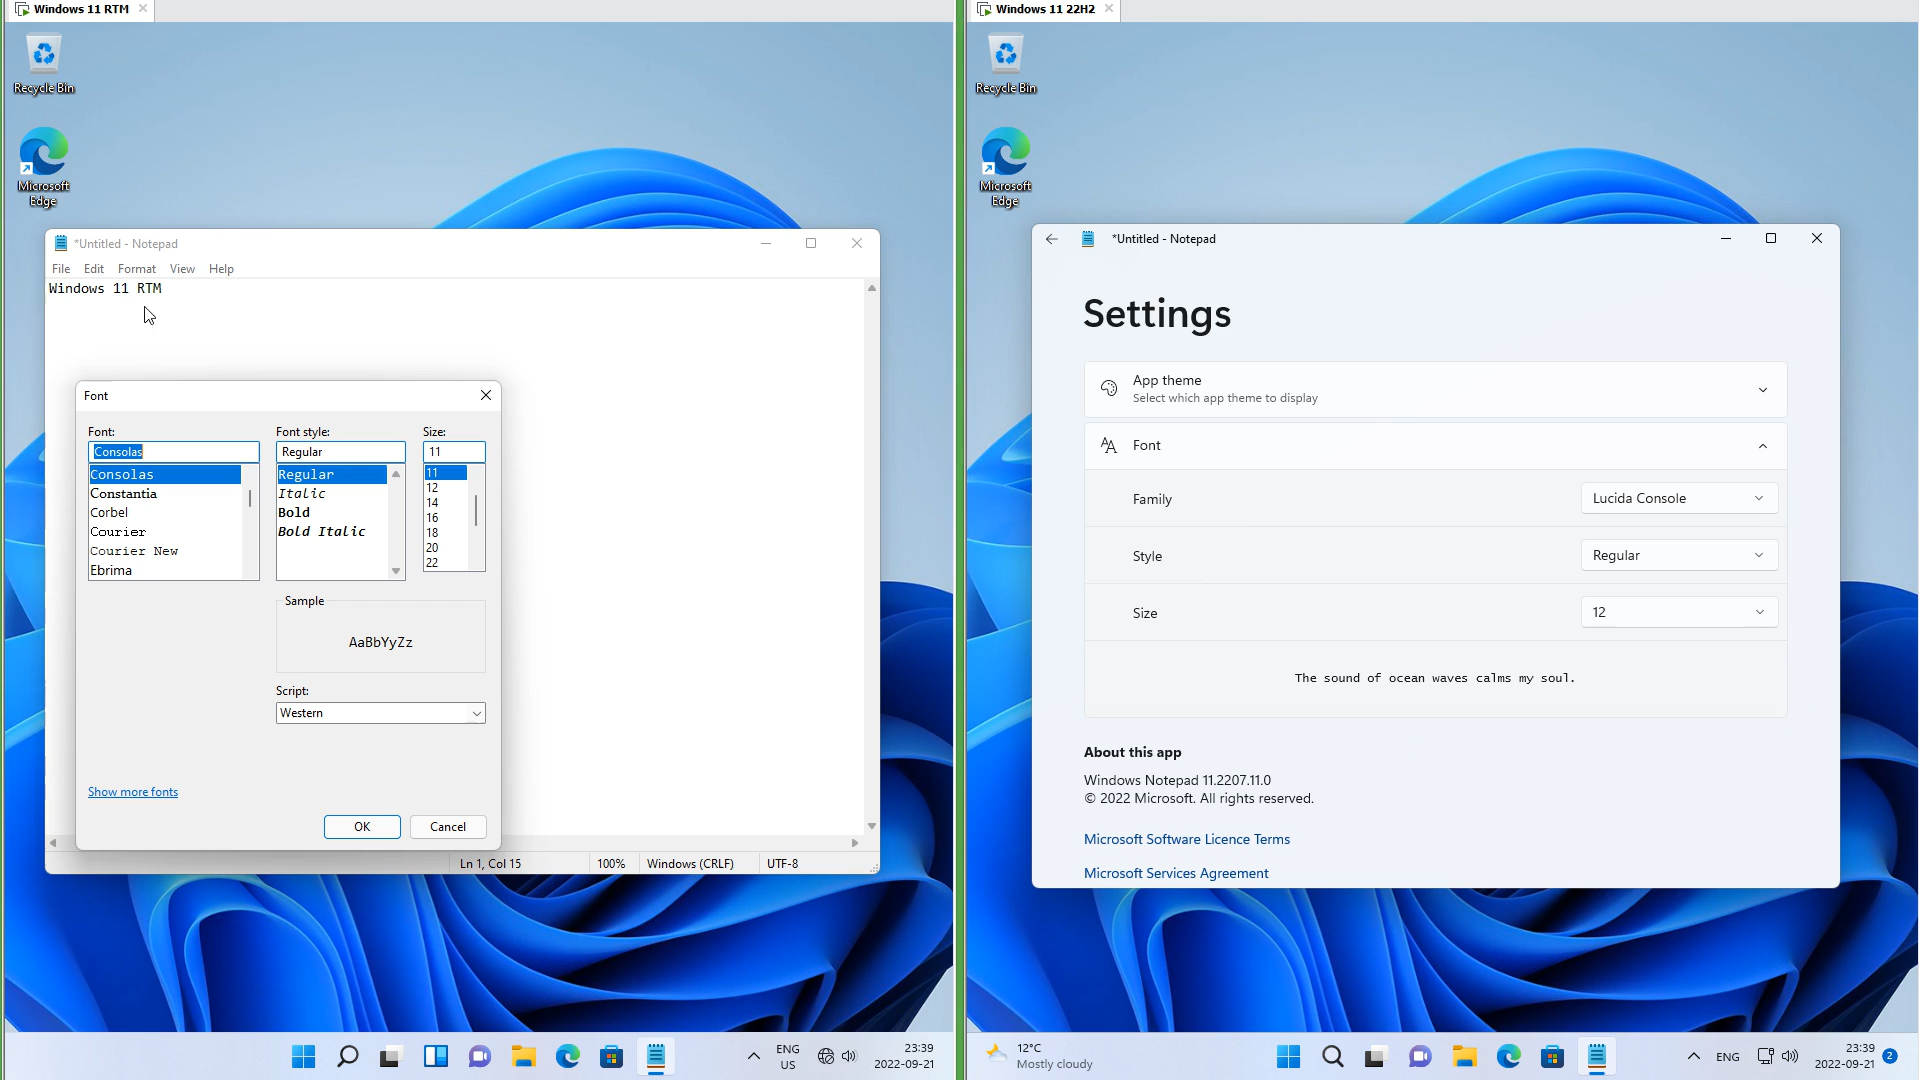 Windows 11 RTM
Recycle Bin
Microsoft
Edge
*Untitled - Notepad
File Edit Format View Help
Windows 11 RTM
Font
Font:
Font style:
Size:
Consolas
Regular
11
Consolas
Constantia
Corbel
Courier
Courier New
Ebrima
Regular
Italic
Bold
Bold Italic
11
12
14
16
18
20
22
Sample
AaBbYyZz
Script:
Western
Show more fonts
OK
Cancel
Ln 1, Col 15
100%
Windows (CRLF)
UTF-8
ENG
US
23:39
2022-09-21
Windows 11 22H2
Recycle Bin
Microsoft
Edge
*Untitled - Notepad
Settings
App theme
Select which app theme to display
Font
Family
Lucida Console
Style
Regular
Size
12
The sound of ocean waves calms my soul.
About this app
Windows Notepad 11.2207.11.0
© 2022 Microsoft. All rights reserved.
Microsoft Software Licence Terms
Microsoft Services Agreement
12°C
Mostly cloudy
ENG
23:39
2022-09-21
2